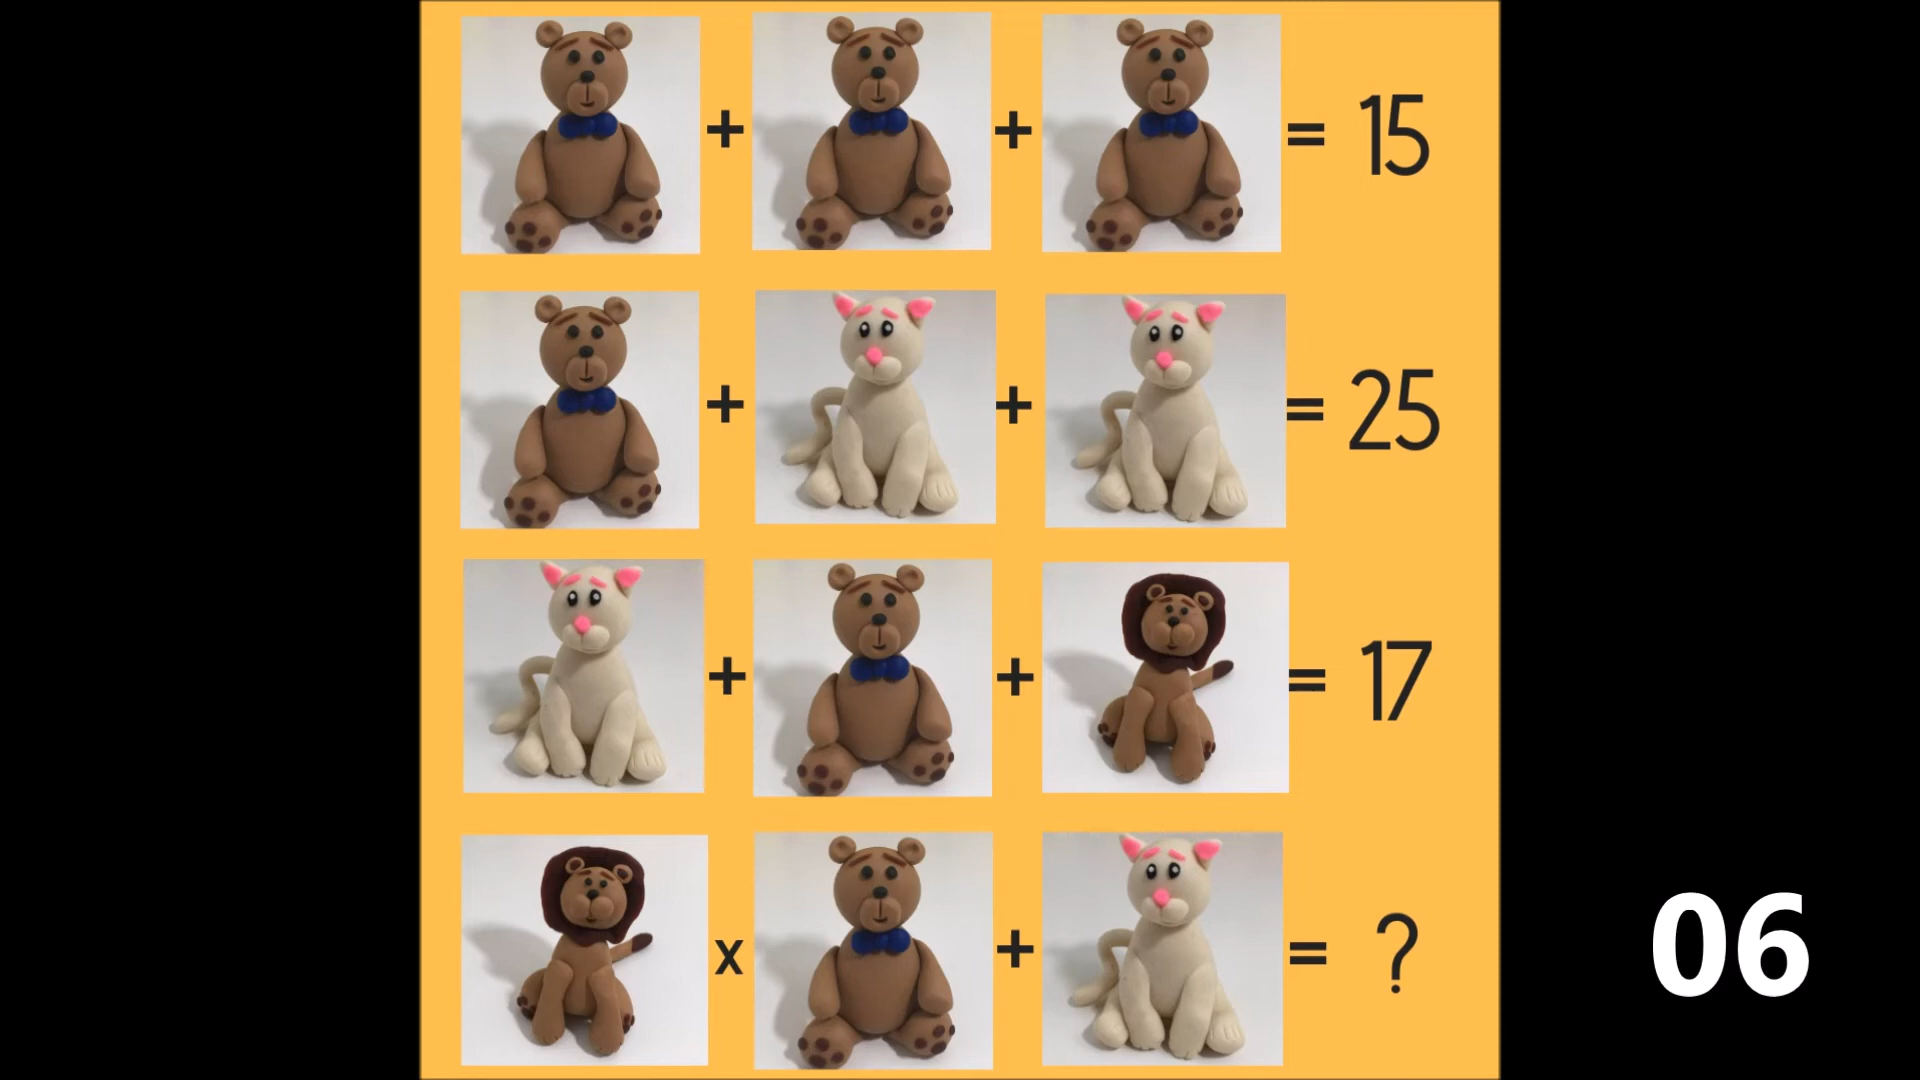 + + = 15
+ + = 25
+ + = 17
x + = ?
06